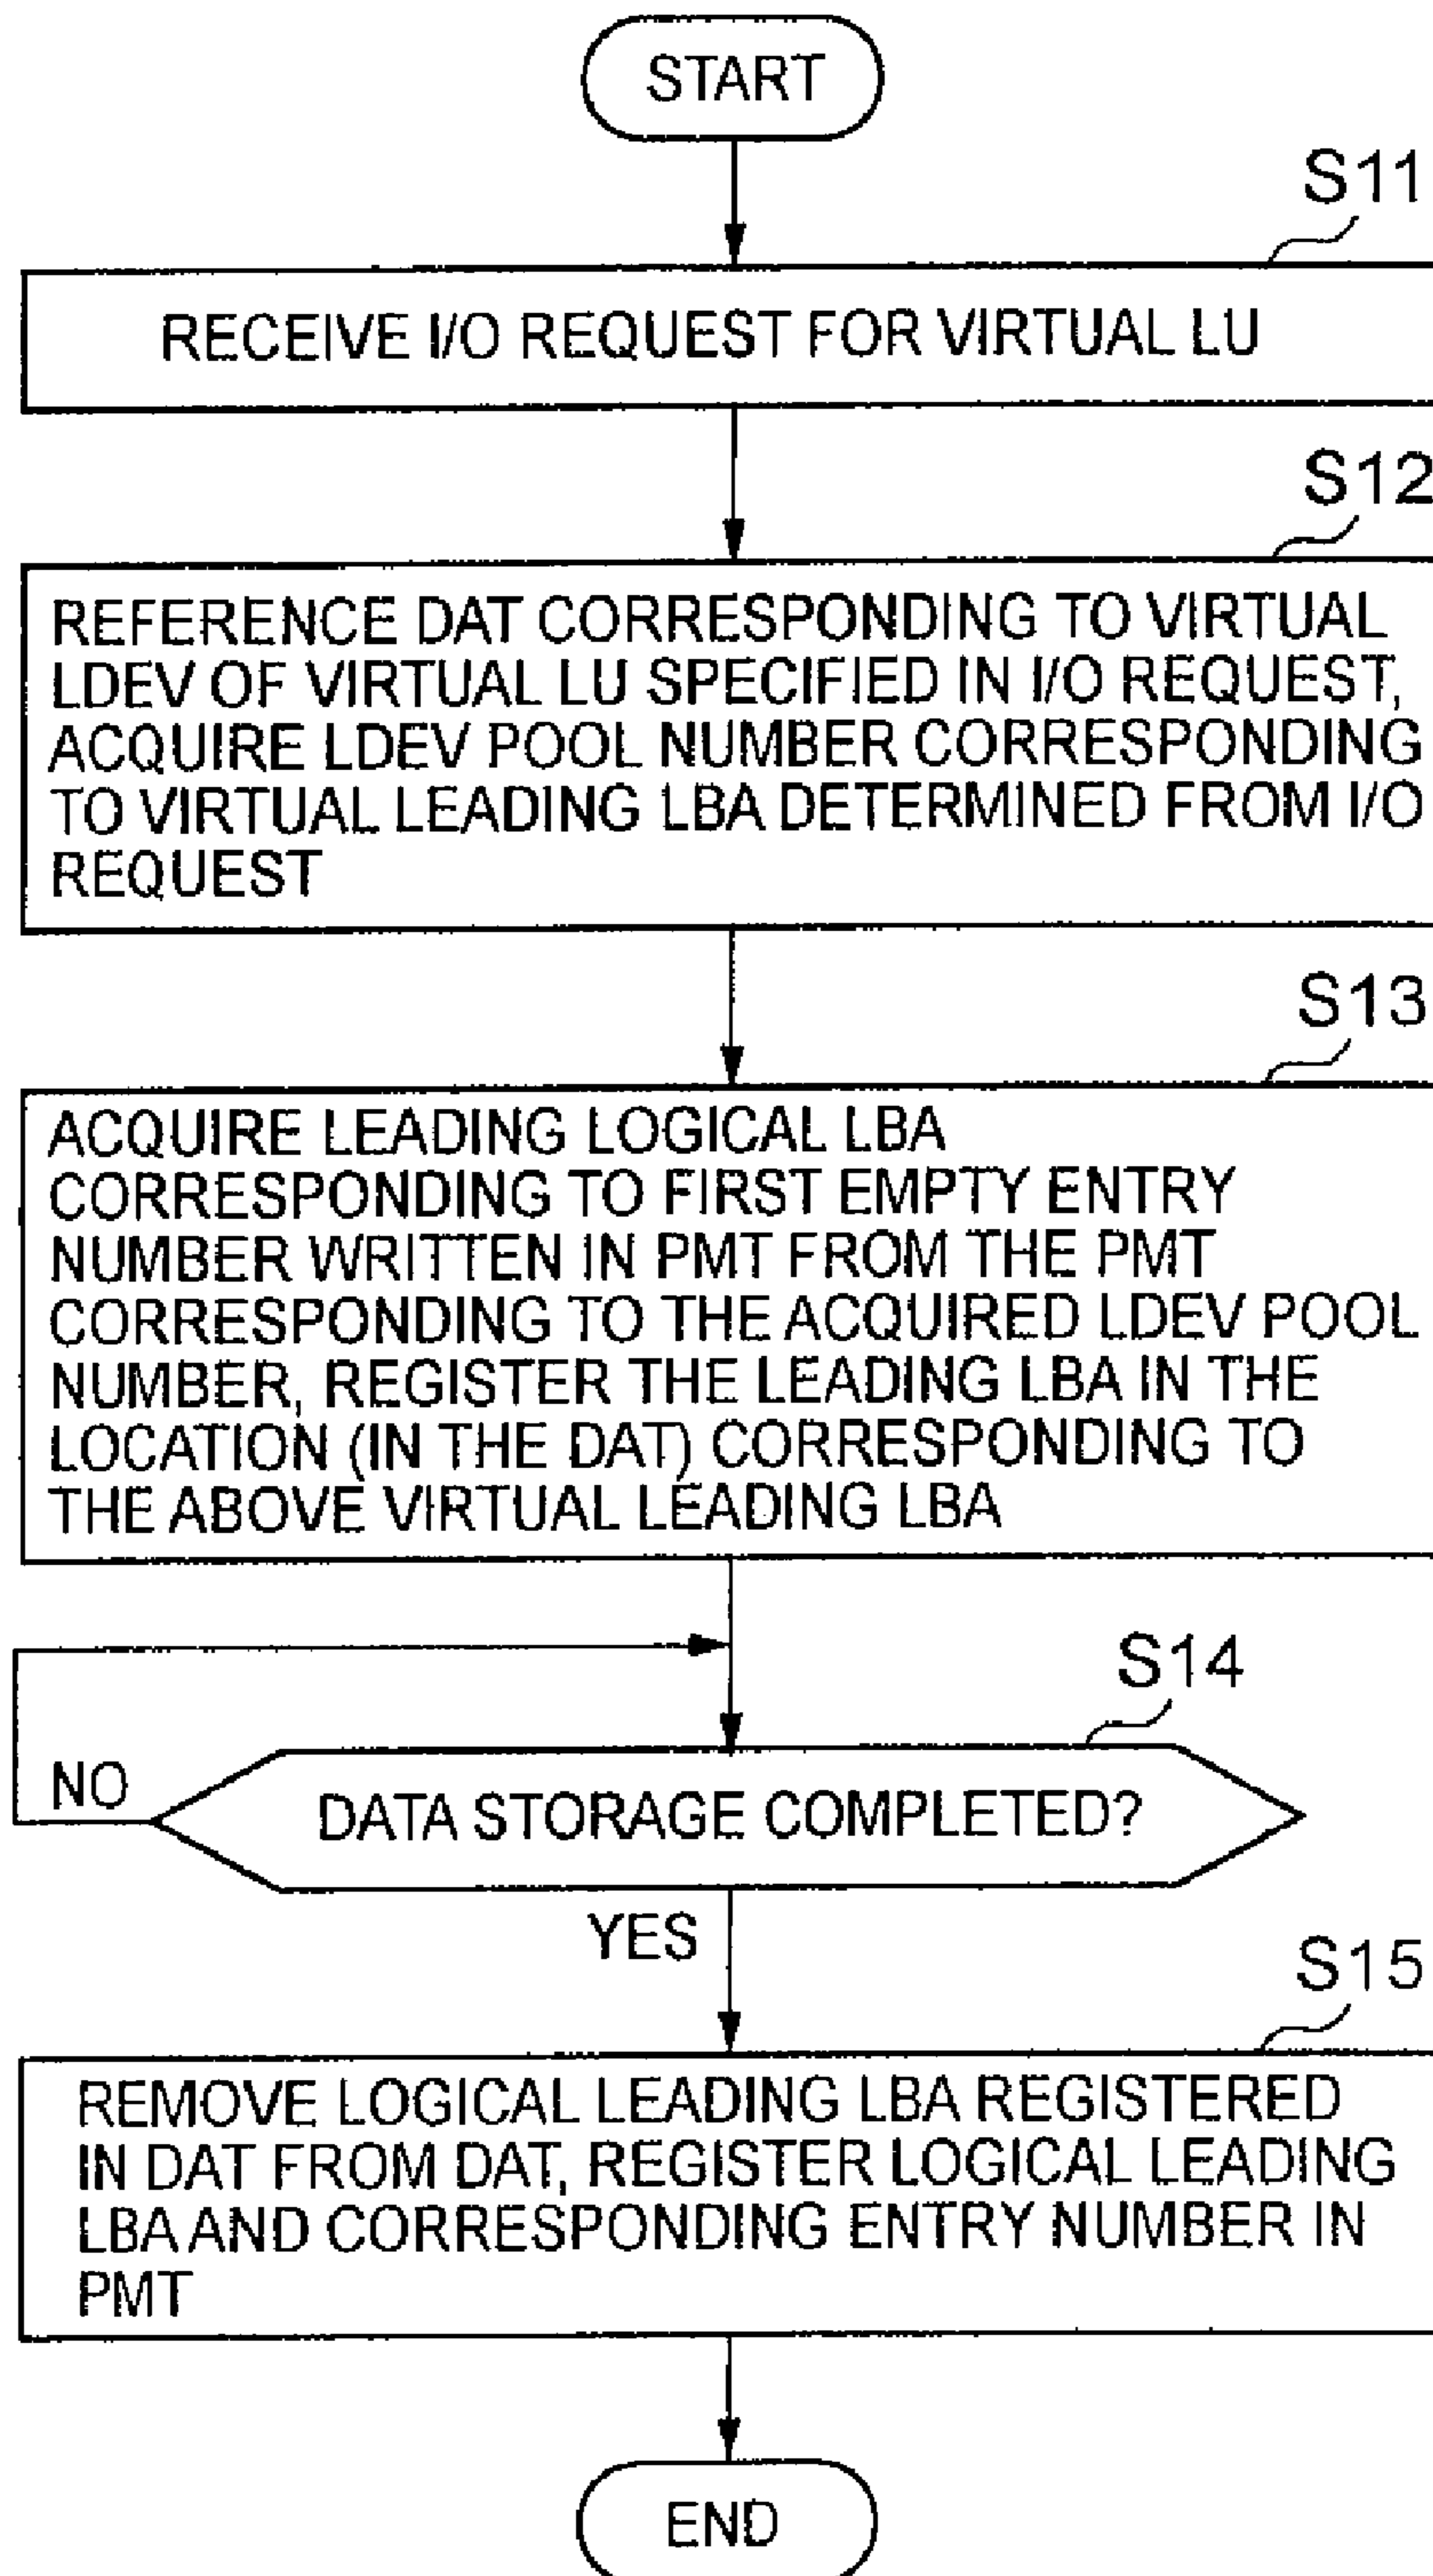 START
S11
RECEIVE I/O REQUEST FOR VIRTUAL LU
S12
REFERENCE DAT CORRESPONDING TO VIRTUAL
LDEV OF VIRTUAL LU SPECIFIED IN I/O REQUEST,
ACQUIRE LDEV POOL NUMBER CORRESPONDING
TO VIRTUAL LEADING LBA DETERMINED FROM I/O
REQUEST
S13
ACQUIRE LEADING LOGICAL LBA
CORRESPONDING TO FIRST EMPTY ENTRY
NUMBER WRITTEN IN PMT FROM THE PMT
CORRESPONDING TO THE ACQUIRED LDEV POOL
NUMBER, REGISTER THE LEADING LBA IN THE
LOCATION (IN THE DAT) CORRESPONDING TO
THE ABOVE VIRTUAL LEADING LBA
S14
NO
DATA STORAGE COMPLETED?
YES
S15
REMOVE LOGICAL LEADING LBA REGISTERED
IN DAT FROM DAT, REGISTER LOGICAL LEADING
LBA AND CORRESPONDING ENTRY NUMBER IN
PMT
END